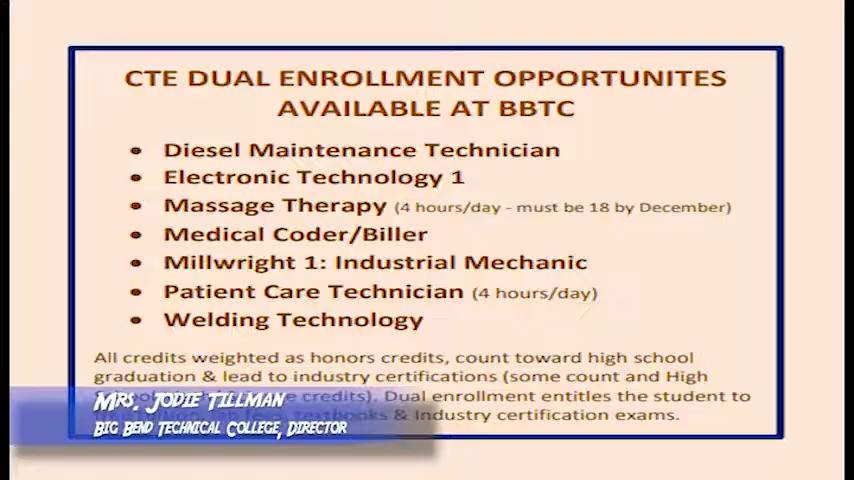 CTE DUAL ENROLLMENT OPPORTUNITES
AVAILABLE AT BBTC
• Diesel Maintenance Technician
• Electronic Technology 1
• Massage Therapy (4 hours/day - must be 18 by December)
• Medical Coder/Biller
• Millwright 1: Industrial Mechanic
• Patient Care Technician (4 hours/day)
• Welding Technology
All credits weighted as honors credits, count toward high school
graduation & lead to industry certifications (some count and High
credits). Dual enrollment entitles the student to
textbooks & Industry certification exams.
Mrs. Jodie Tillman
Big Bend Technical College, Director